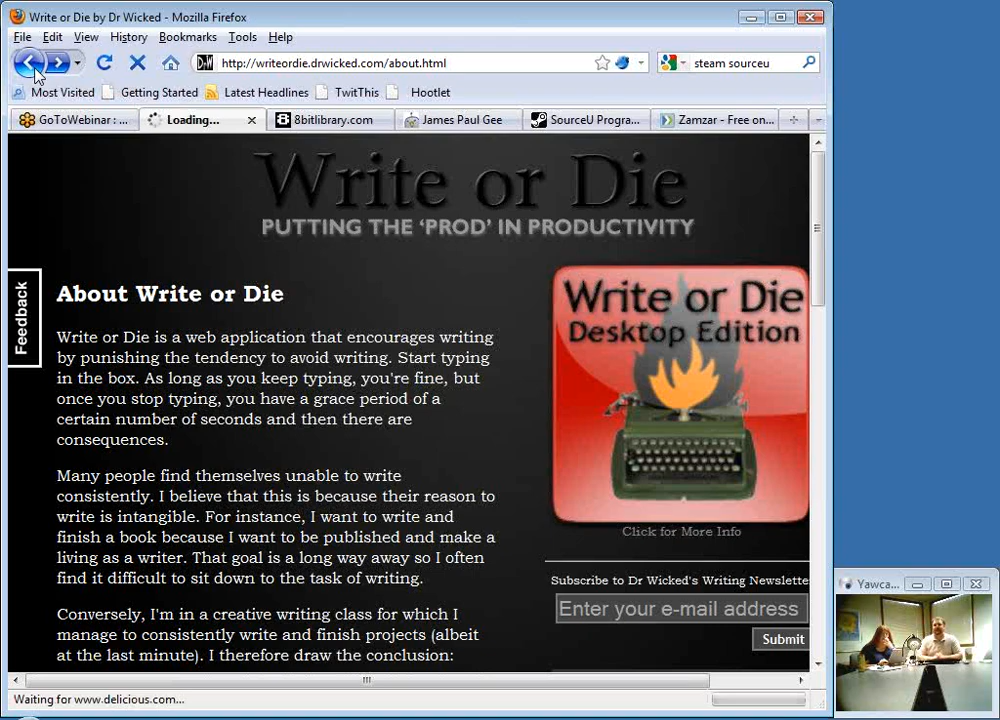 Write or Die by Dr Wicked - Mozilla Firefox
File Edit View History Bookmarks Tools Help
http://writeordie.drwicked.com/about.html steam sourceu
Most Visited Getting Started Latest Headlines TwitThis Hootlet
GoToWebinar : ... Loading... 8bitlibrary.com James Paul Gee SourceU Progra... Zamzar - Free on...
Write or Die
PUTTING THE ‘PROD’ IN PRODUCTIVITY
Feedback
About Write or Die
Write or Die is a web application that encourages writing
by punishing the tendency to avoid writing. Start typing
in the box. As long as you keep typing, you're fine, but
once you stop typing, you have a grace period of a
certain number of seconds and then there are
consequences.
Many people find themselves unable to write
consistently. I believe that this is because their reason to
write is intangible. For instance, I want to write and
finish a book because I want to be published and make a
living as a writer. That goal is a long way away so I often
find it difficult to sit down to the task of writing.
Conversely, I'm in a creative writing class for which I
manage to consistently write and finish projects (albeit
at the last minute). I therefore draw the conclusion:
Write or Die
Desktop Edition
Click for More Info
Subscribe to Dr Wicked's Writing Newslette
Enter your e-mail address
Submit
Yawca...
Waiting for www.delicious.com...